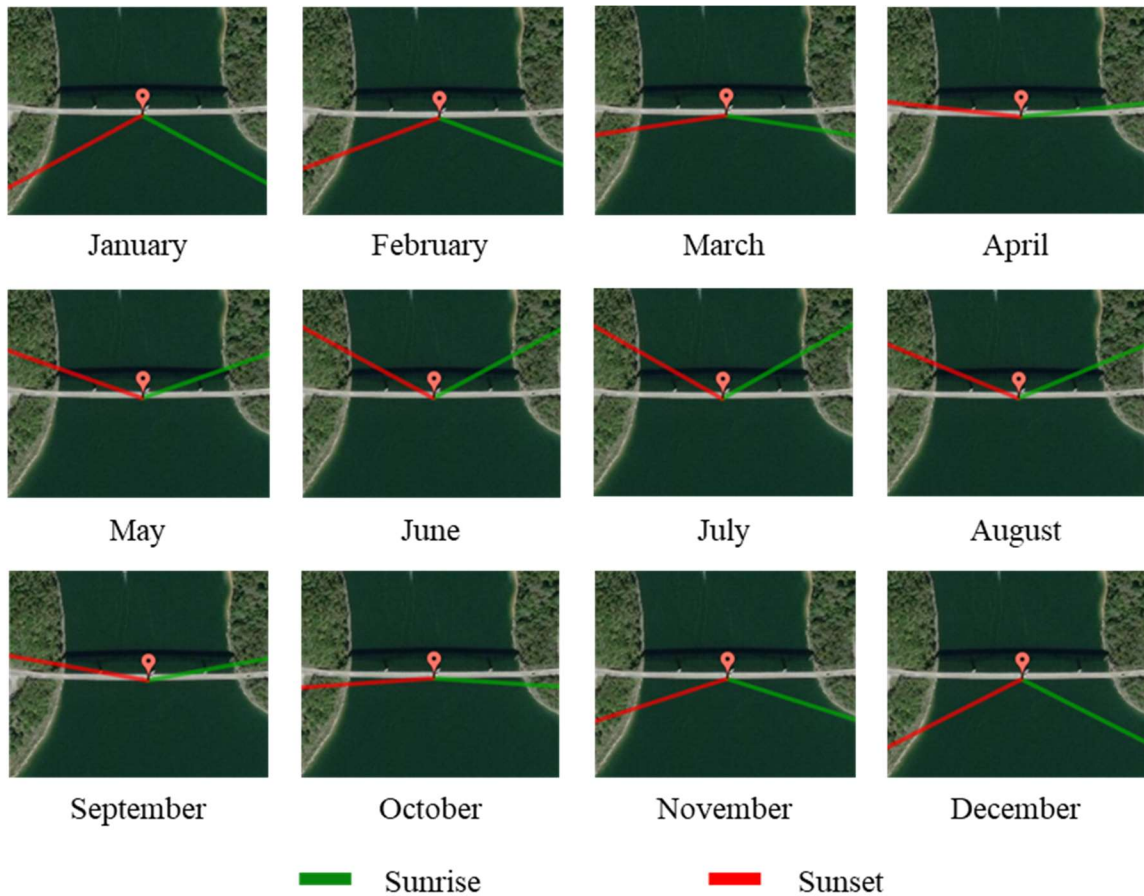 January
February
March
April
May
June
July
August
September
October
November
December
Sunrise
Sunset